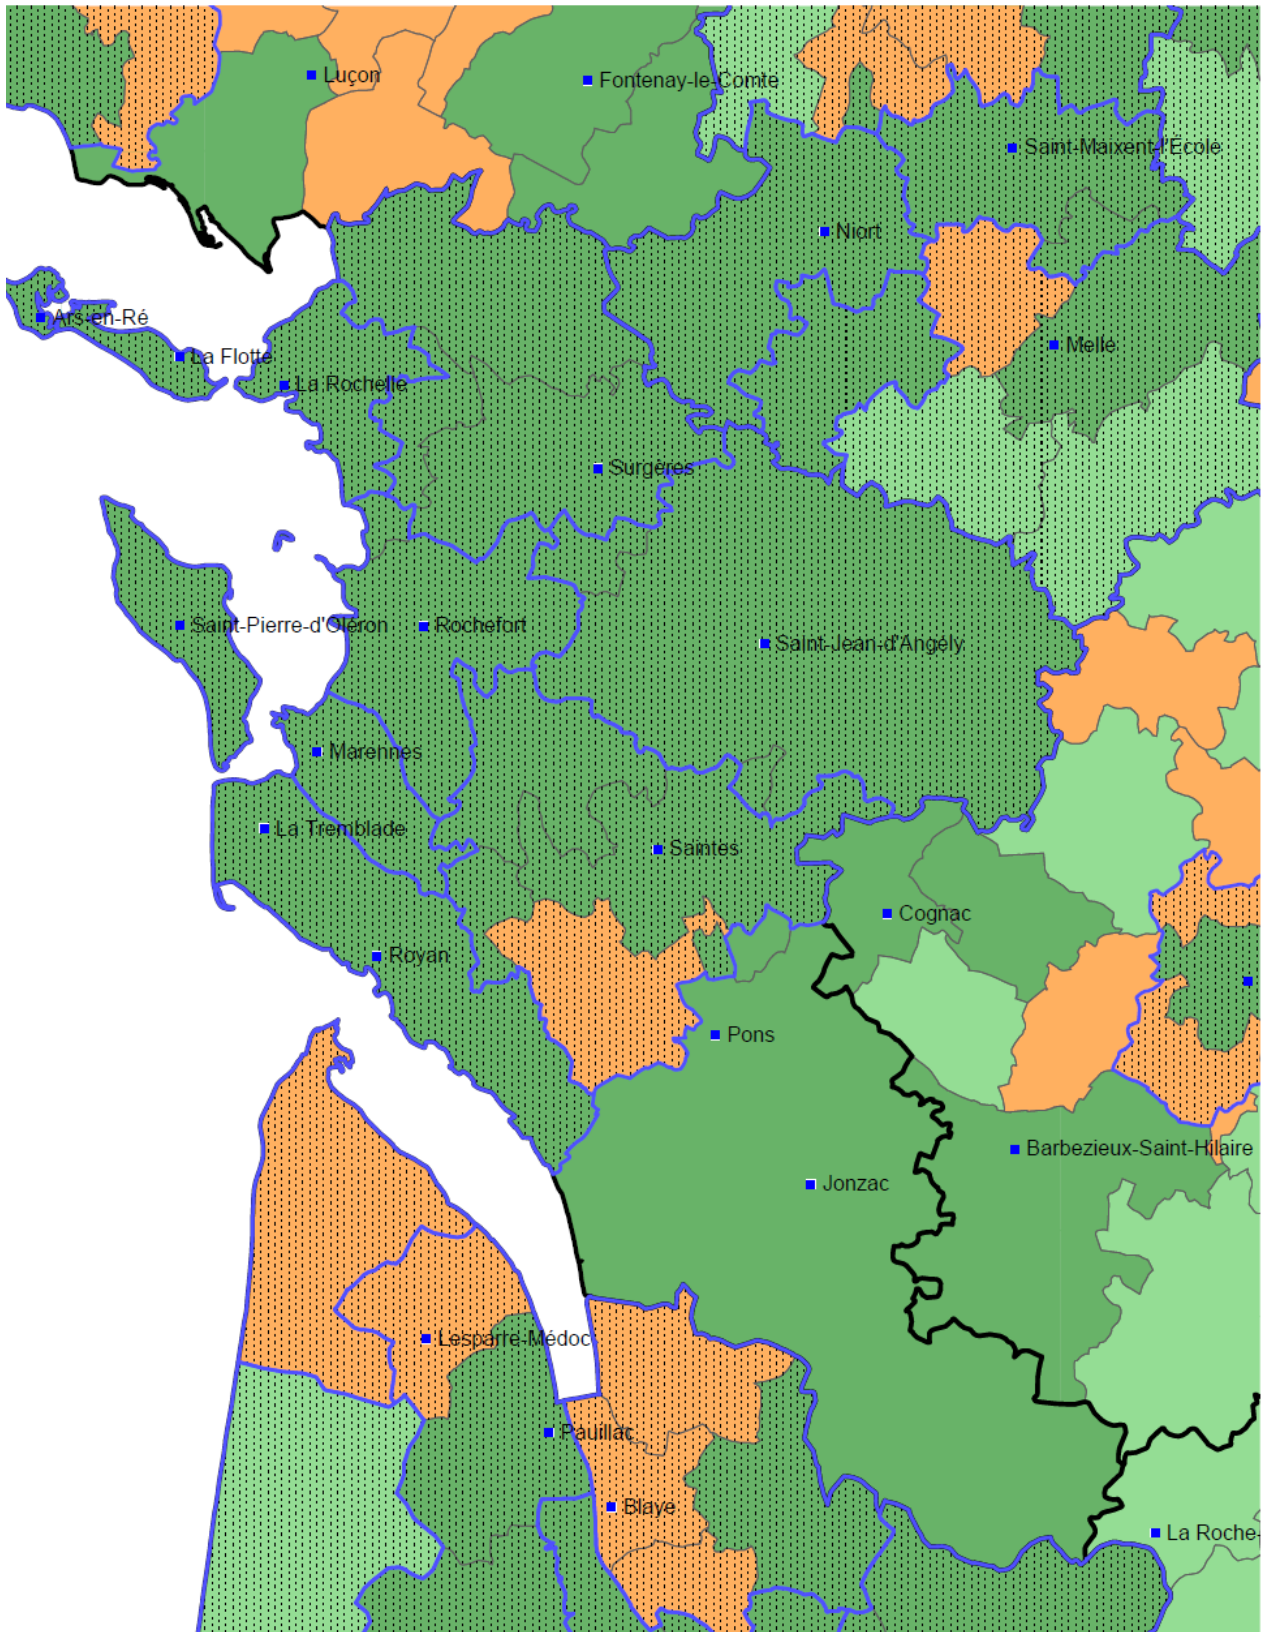 Luçon
Fontenay-le-Comte
Saint-Maixent-l'École
Niort
Ars-en-Ré
Melle
La Flotte
La Rochelle
Surgères
Saint-Pierre-d'Oléron
Rochefort
Saint-Jean-d'Angély
Marennes
La Tremblade
Saintes
Cognac
Royan
Pons
Barbezieux-Saint-Hilaire
Jonzac
Lesparre-Médoc
Pauillac
Blaye
La Roche-